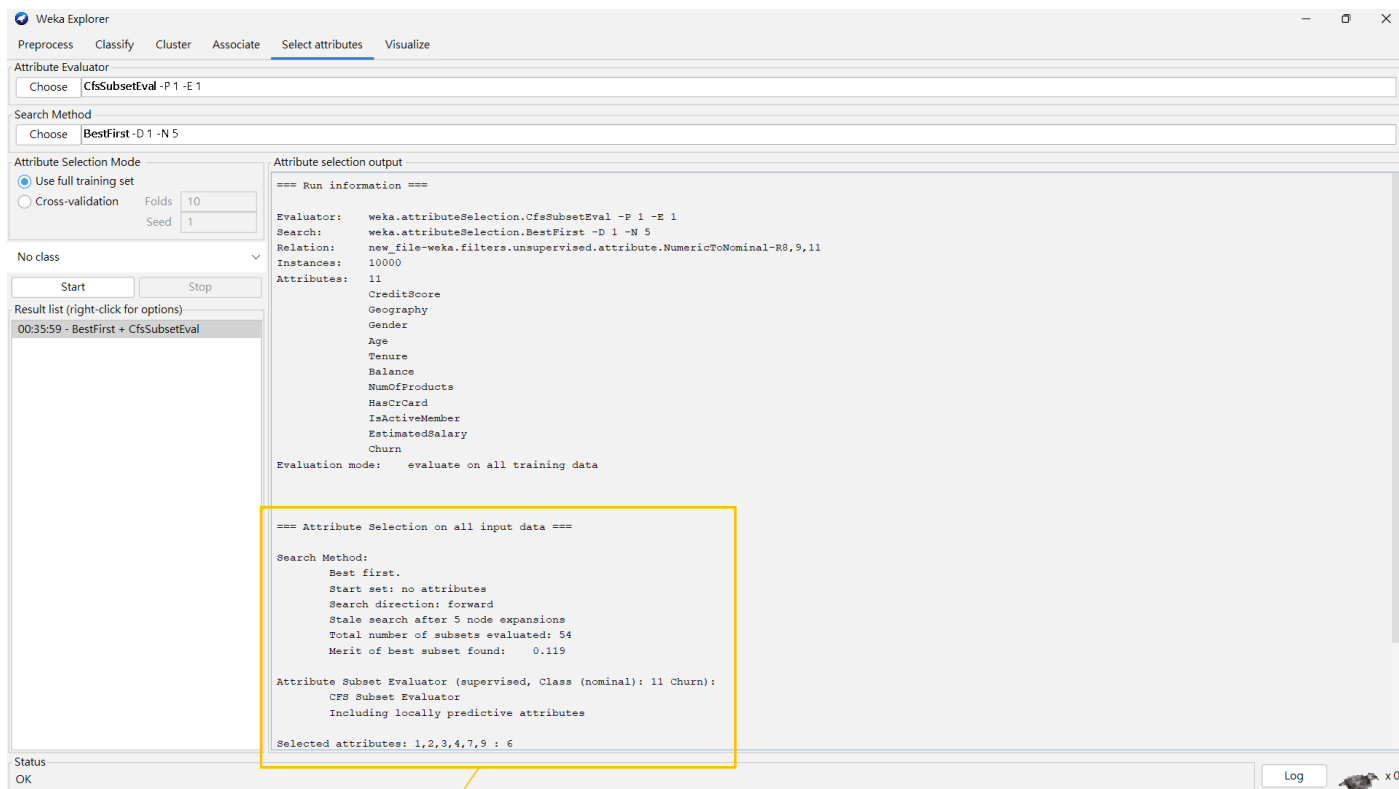 Weka Explorer
Preprocess Classify Cluster Associate Select attributes Visualize
Attribute Evaluator
Choose CfsSubsetEval -P 1 -E 1
Search Method
Choose BestFirst -D 1 -N 5
Attribute Selection Mode
Use full training set
Cross-validation Folds 10
Seed 1
No class
Start Stop
Result list (right-click for options)
00:35:59 - BestFirst + CfsSubsetEval
Attribute selection output
=== Run information ===
Evaluator: weka.attributeSelection.CfsSubsetEval -P 1 -E 1
Search: weka.attributeSelection.BestFirst -D 1 -N 5
Relation: new_file-weka.filters.unsupervised.attribute.NumericToNominal-R8,9,11
Instances: 10000
Attributes: 11
CreditScore
Geography
Gender
Age
Tenure
Balance
NumOfProducts
HasCrCard
IsActiveMember
EstimatedSalary
Churn
Evaluation mode: evaluate on all training data
=== Attribute Selection on all input data ===
Search Method:
Best first.
Start set: no attributes
Search direction: forward
Stale search after 5 node expansions
Total number of subsets evaluated: 54
Merit of best subset found: 0.119
Attribute Subset Evaluator (supervised, Class (nominal): 11 Churn):
CFS Subset Evaluator
Including locally predictive attributes
Selected attributes: 1,2,3,4,7,9 : 6
Status
OK
Log
x 0